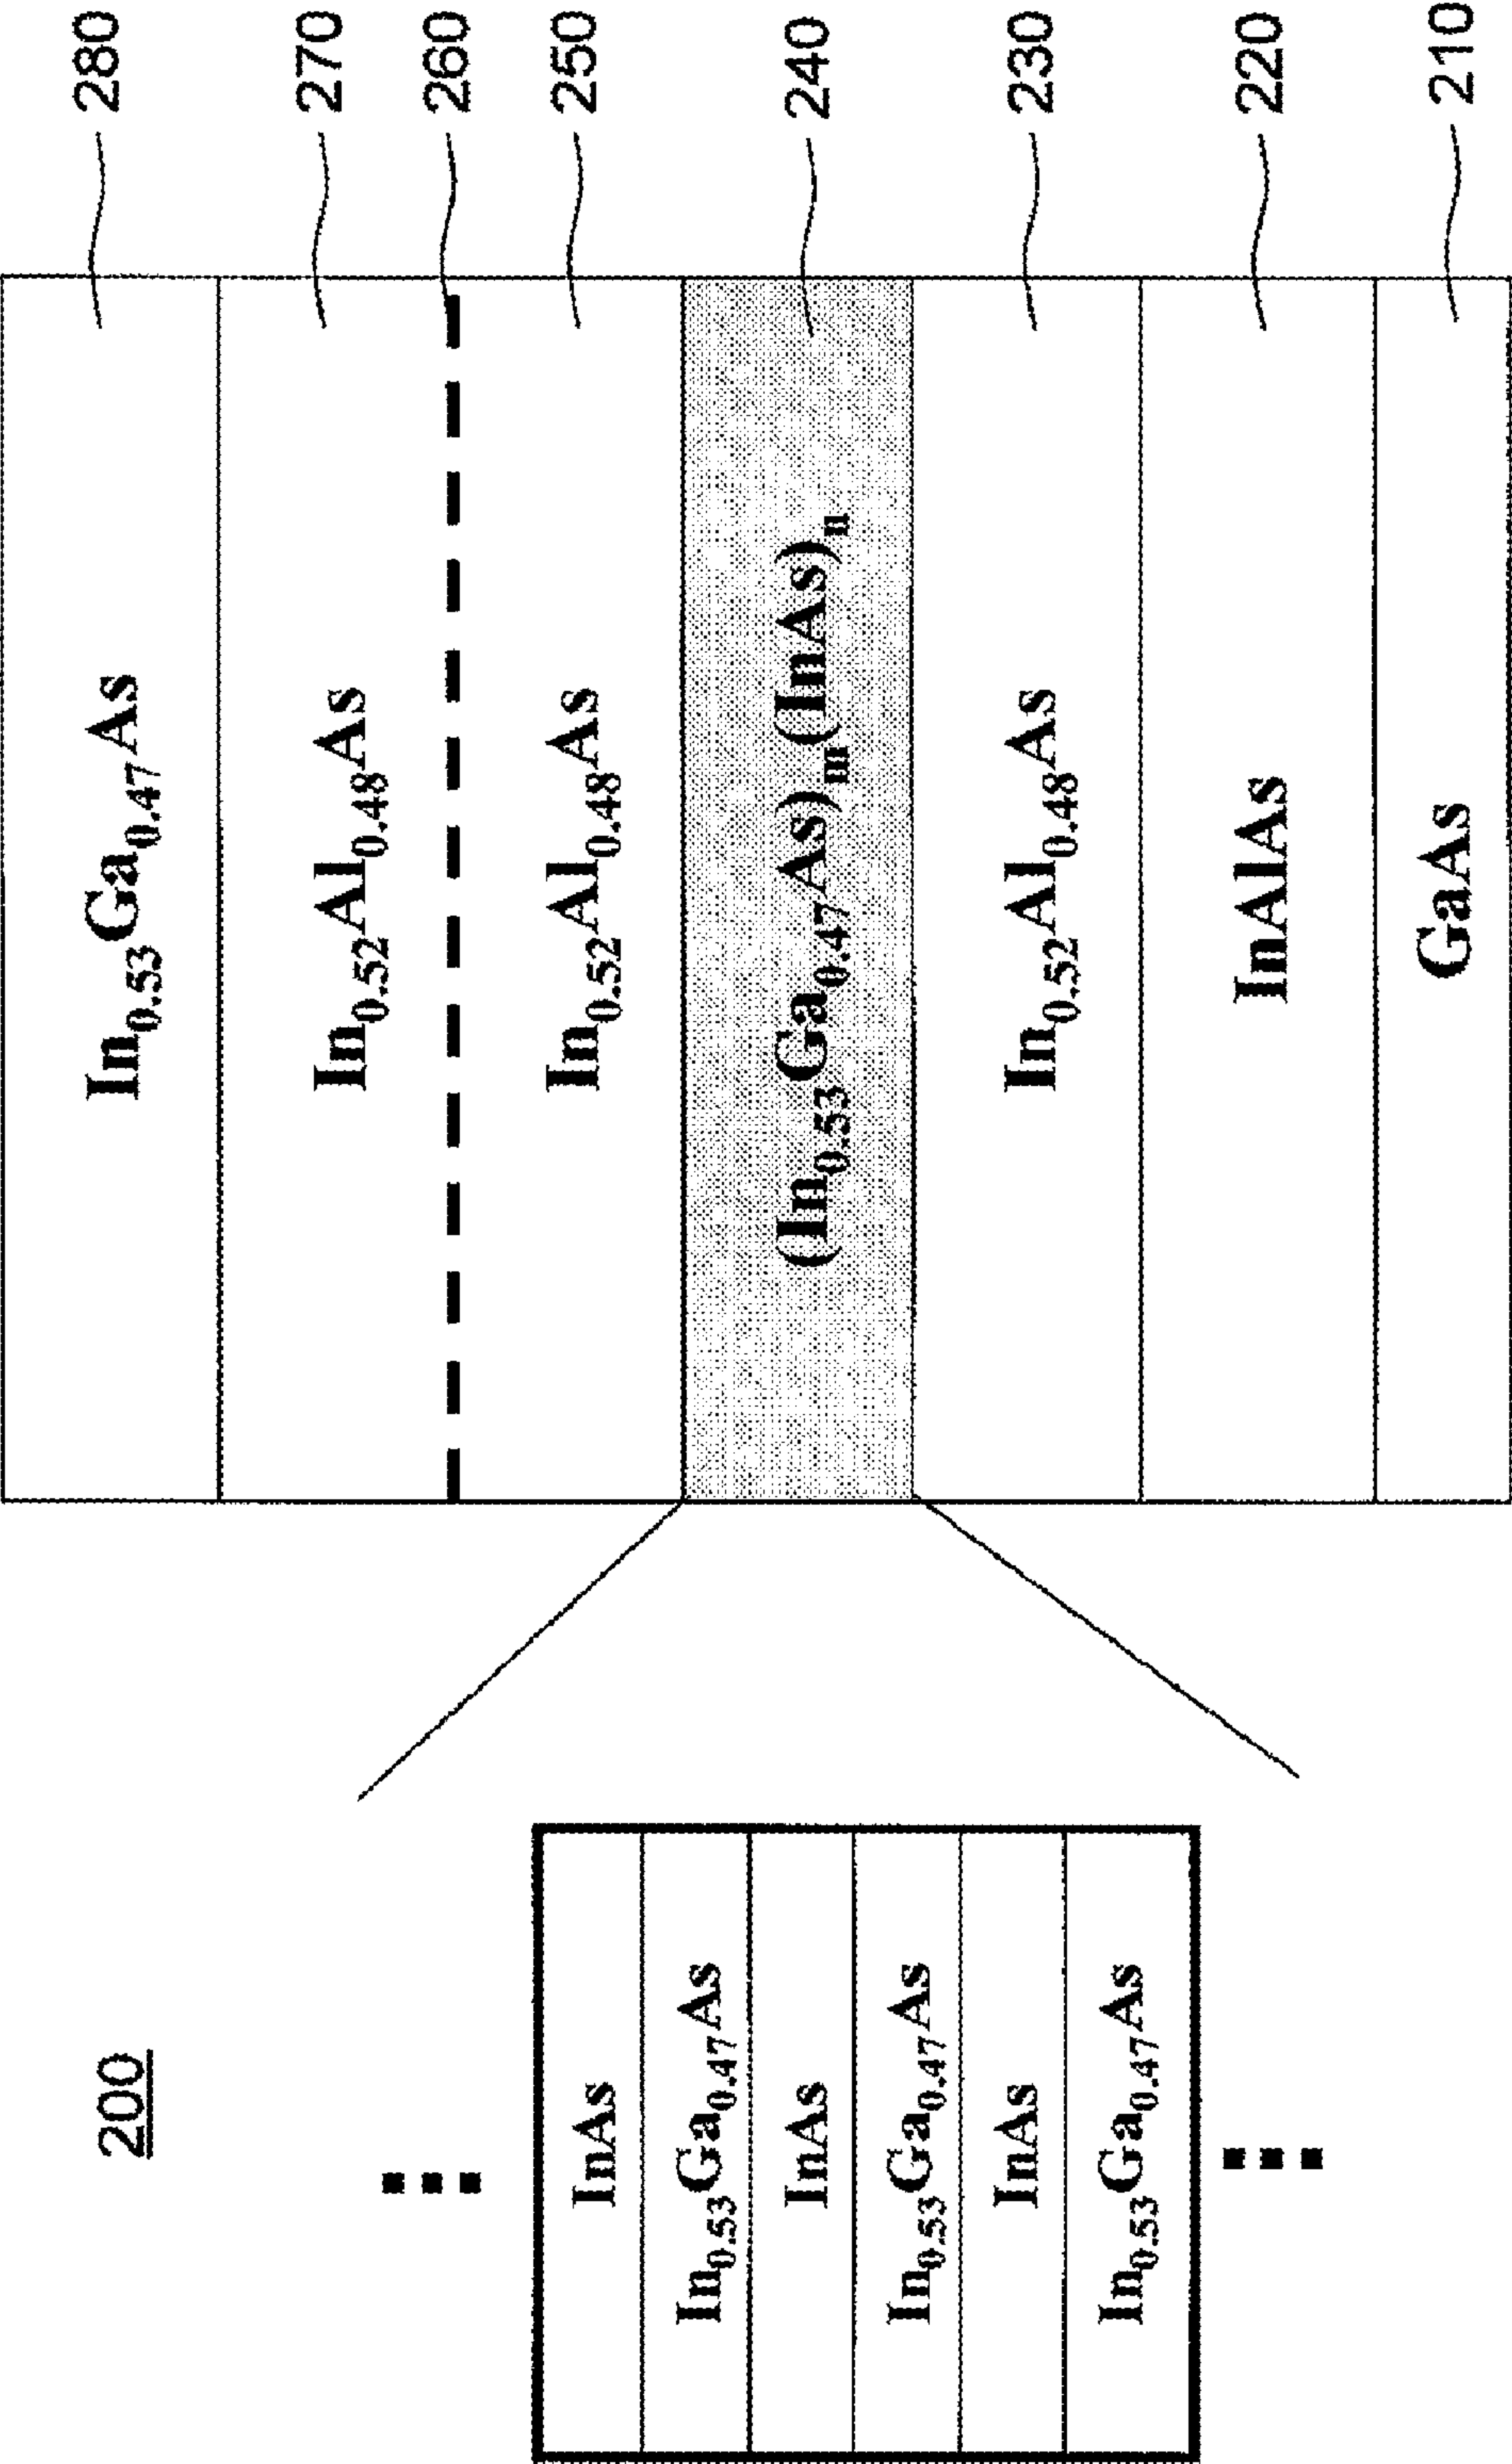 200
InAs
In0.53Ga0.47As
InAs
In0.53Ga0.47As
InAs
In0.53Ga0.47As
In0.53Ga0.47As 280
In0.52Al0.48As 270
260
In0.52Al0.48As 250
(In0.53Ga0.47As)m(InAs)n 240
In0.52Al0.48As 230
InAlAs 220
GaAs 210